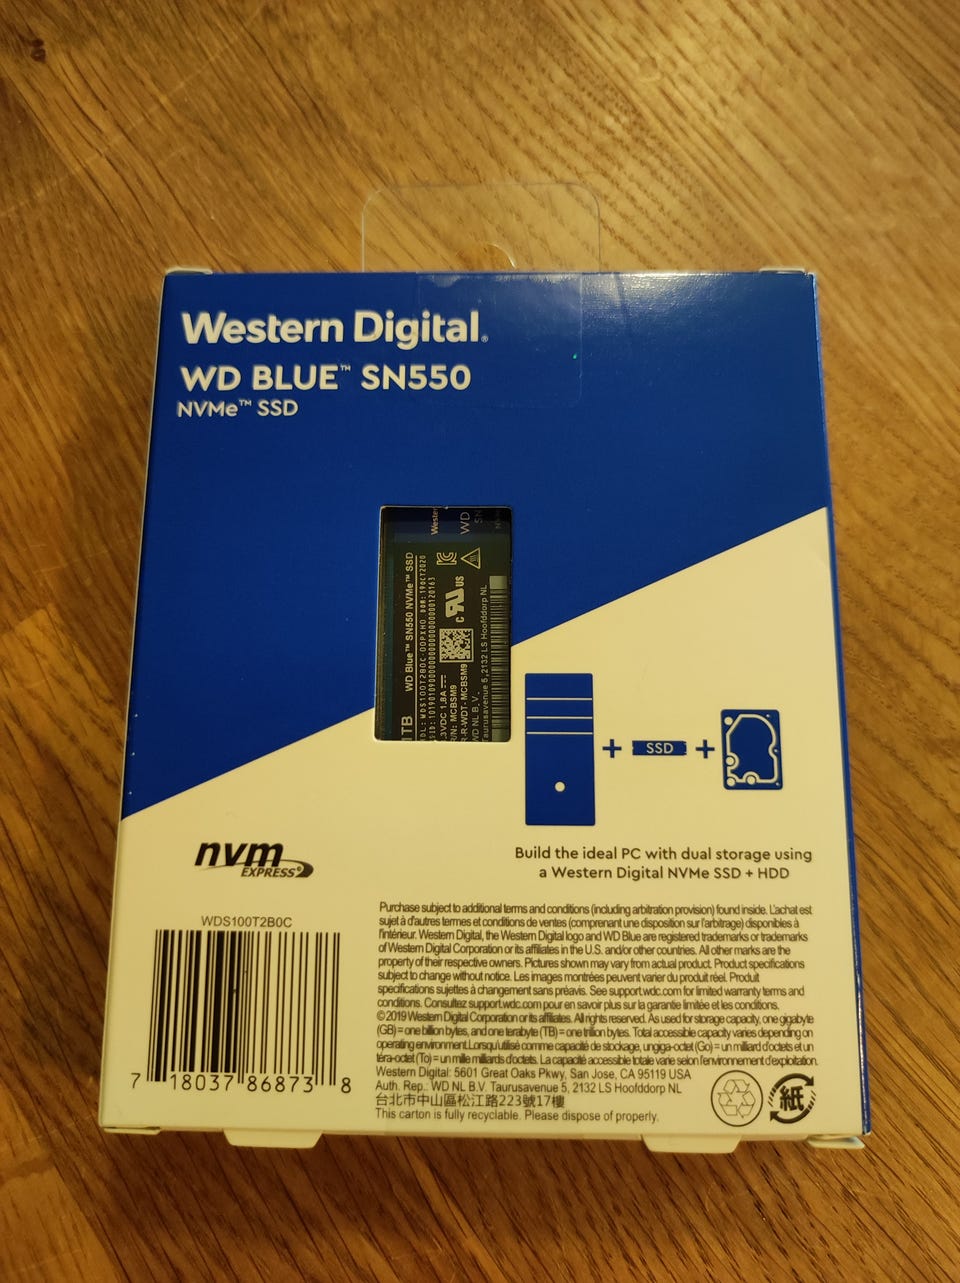 Western Digital®
WD BLUE™ SN550
NVMe™ SSD
1TB
WD Blue™ SN550 NVMe™ SSD
WDS100T2B0C-00PXH0 DOM:19OCT2020
3VDC 1,8A
R/N: MCBSM9
R-R-WDT-MCBSM9
WD NL B.V.
Taurusavenue 5, 2132 LS Hoofddorp NL
c US
WD
SN
+ SSD +
Build the ideal PC with dual storage using
a Western Digital NVMe SSD + HDD
nvm
EXPRESS®
WDS100T2B0C
7 18037 86873 8
Purchase subject to additional terms and conditions (including arbitration provision) found inside. L'achat est
sujet à d'autres termes et conditions de ventes (comprenant une disposition sur l'arbitrage) disponibles à
l'intérieur. Western Digital, the Western Digital logo and WD Blue are registered trademarks or trademarks
of Western Digital Corporation or its affiliates in the U.S. and/or other countries. All other marks are the
property of their respective owners. Pictures shown may vary from actual product. Product specifications
subject to change without notice. Les images montrées peuvent varier du produit réel. Produit
spécifications sujettes à changement sans préavis. See support.wdc.com for limited warranty terms and
conditions. Consultez support.wdc.com pour en savoir plus sur la garantie limitée et les conditions.
©2019 Western Digital Corporation or its affiliates. All rights reserved. As used for storage capacity, one gigabyte
(GB) = one billion bytes, and one terabyte (TB) = one trillion bytes. Total accessible capacity varies depending on
operating environment.Lorsqu'utilisé comme capacité de stockage, un giga-octet (Go) = un milliard d'octets et un
téra-octet (To) = un mille milliards d'octets. La capacité accessible totale varie selon l'environnement d'exploitation.
Western Digital: 5601 Great Oaks Pkwy, San Jose, CA 95119 USA
Auth. Rep.: WD NL B.V. Taurusavenue 5, 2132 LS Hoofddorp NL
台北市中山區松江路223號17樓
This carton is fully recyclable. Please dispose of properly.
紙